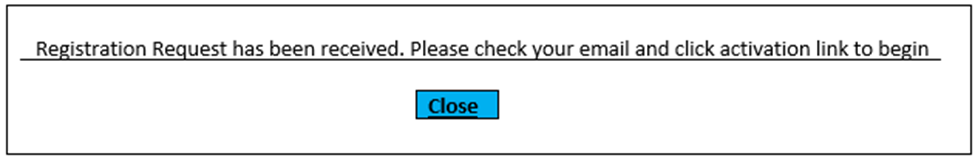 Registration Request has been received. Please check your email and click activation link to begin
Close